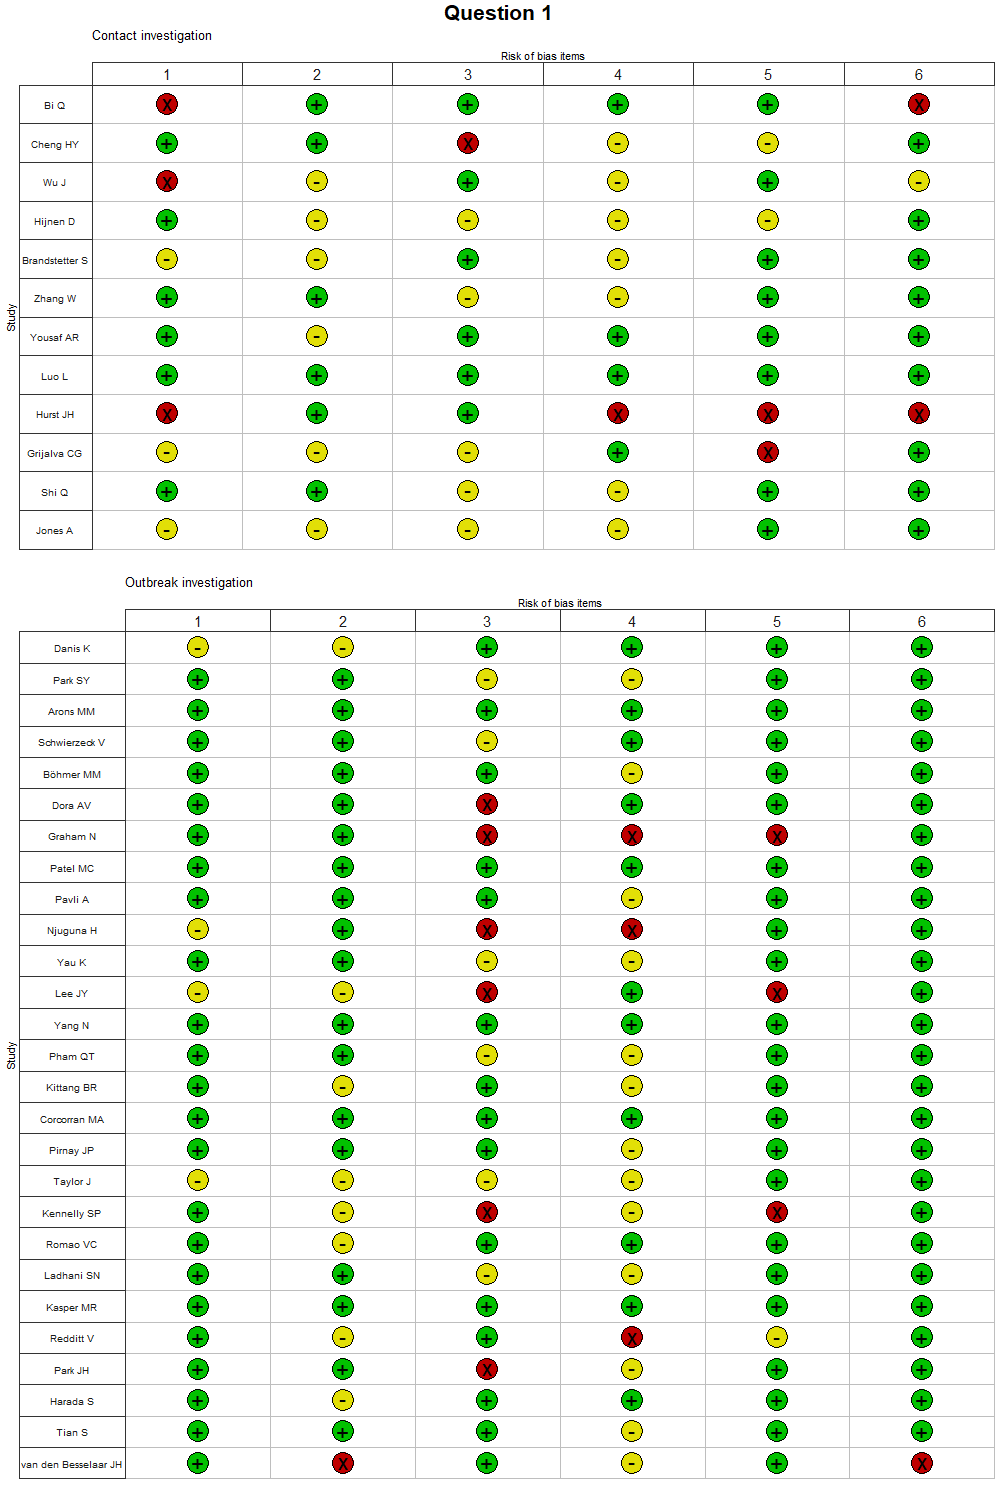 Question 1
Contact investigation
Risk of bias items
1 2 3 4 5 6
Study
Bi Q X + + + + X
Cheng HY + + X - - +
Wu J X - + - + -
Hijnen D + - - - - +
Brandstetter S - - + - + +
Zhang W + + - - + +
Yousaf AR + - + + + +
Luo L + + + + + +
Hurst JH X + + X X X
Grijalva CG - - - + X +
Shi Q + + - - + +
Jones A - - - - + +
Outbreak investigation
Risk of bias items
1 2 3 4 5 6
Study
Danis K - - + + + +
Park SY + + - - + +
Arons MM + + + + + +
Schwierzeck V + + - + + +
Böhmer MM + + + - + +
Dora AV + + X + + +
Graham N + + X X X +
Patel MC + + + + + +
Pavli A + + + - + +
Njuguna H - + X X + +
Yau K + + - - + +
Lee JY - - X + X +
Yang N + + + + + +
Pham QT + + - - + +
Kittang BR + - + - + +
Corcorran MA + + + + + +
Pirnay JP + + + - + +
Taylor J - - - - + +
Kennelly SP + - X - X +
Romao VC + - + + + +
Ladhani SN + + - - + +
Kasper MR + + + + + +
Redditt V + - + X - +
Park JH + + X - + +
Harada S + - + + + +
Tian S + + + - + +
van den Besselaar JH + X + - + X